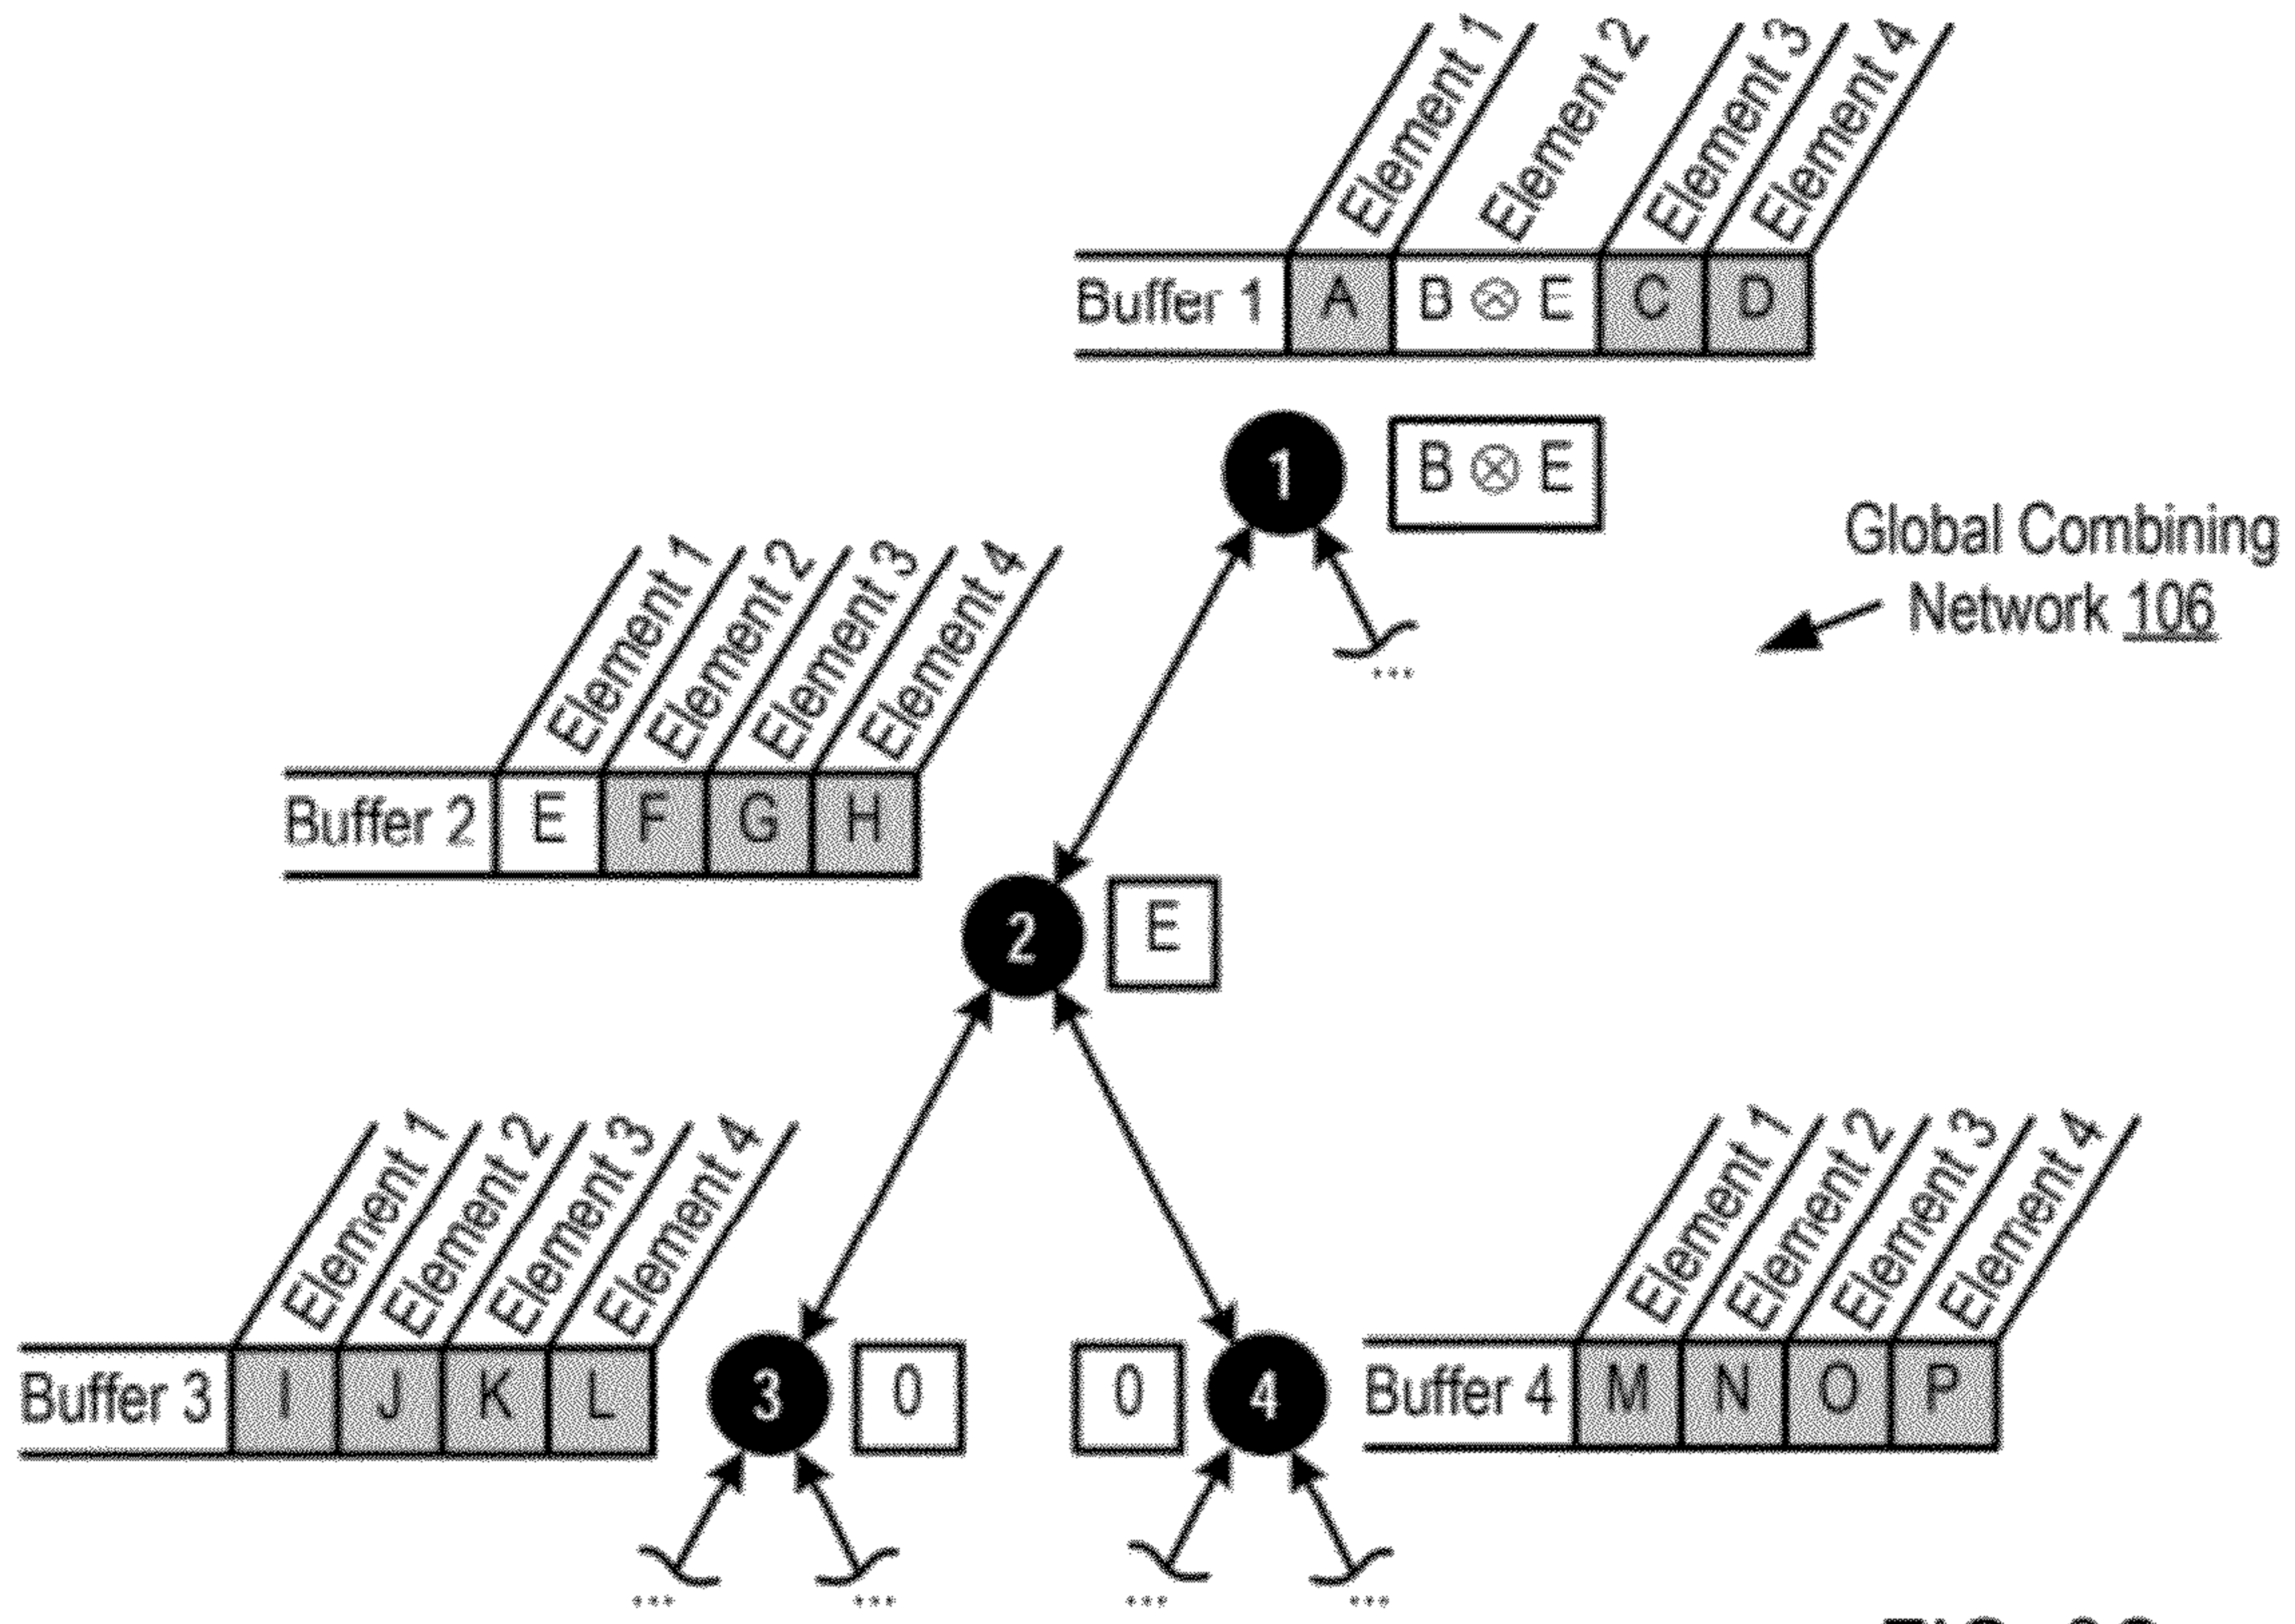 Element 1
Element 2
Element 3
Element 4
Buffer 1 A B ⊗ E C D
1 B ⊗ E
Global Combining
Network 106
...
Element 1
Element 2
Element 3
Element 4
Buffer 2 E F G H
2 E
Element 1
Element 2
Element 3
Element 4
Buffer 3 I J K L
3 0
Element 1
Element 2
Element 3
Element 4
0 4
Buffer 4 M N O P
... ... ... ...